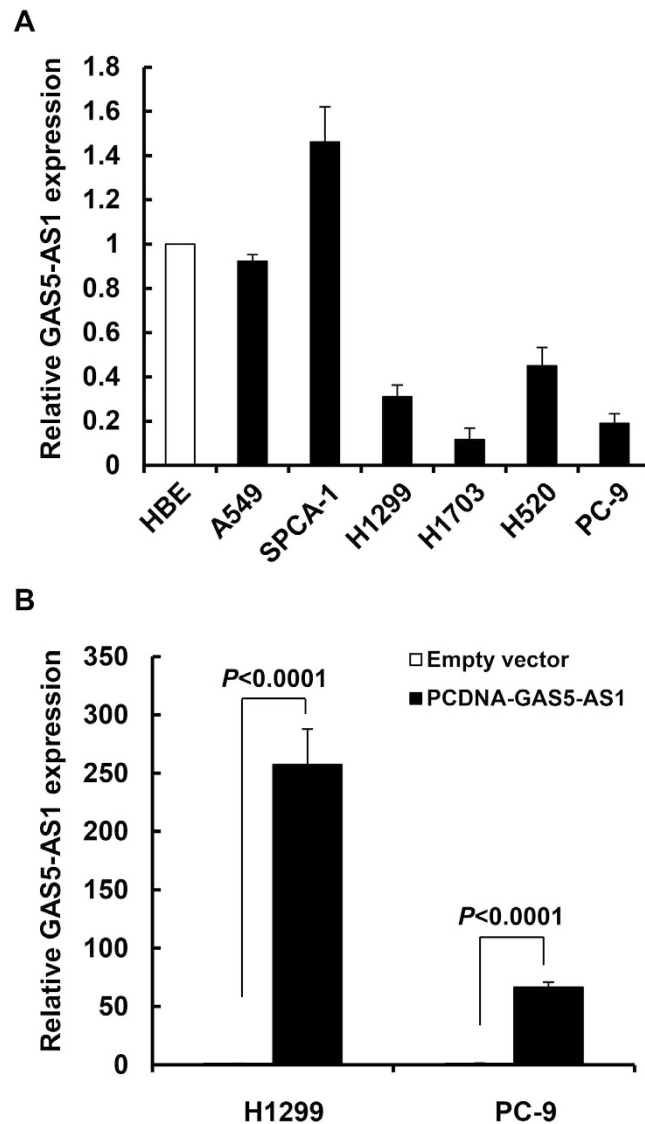 A
Relative GAS5-AS1 expression
1.8
1.6
1.4
1.2
1
0.8
0.6
0.4
0.2
0
HBE
A549
SPCA-1
H1299
H1703
H520
PC-9
B
Relative GAS5-AS1 expression
350
300
250
200
150
100
50
0
Empty vector
PCDNA-GAS5-AS1
P<0.0001
P<0.0001
H1299
PC-9